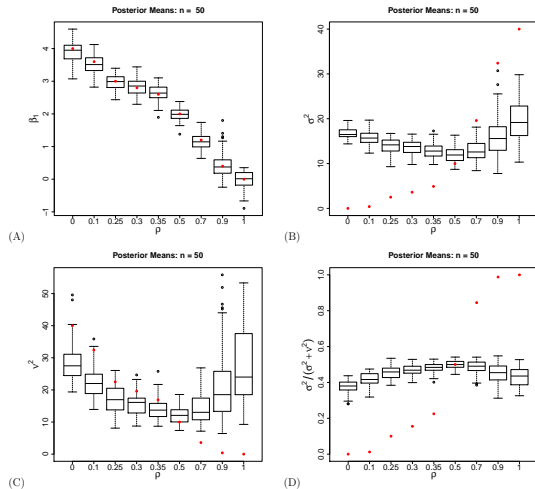 Posterior Means: n = 50
β1
4
3
2
1
0
−1
0 0.1 0.25 0.3 0.35 0.5 0.7 0.9 1
ρ
(A)
Posterior Means: n = 50
σ²
40
30
20
10
0
0 0.1 0.25 0.3 0.35 0.5 0.7 0.9 1
ρ
(B)
Posterior Means: n = 50
ν²
50
40
30
20
10
0
0 0.1 0.25 0.3 0.35 0.5 0.7 0.9 1
ρ
(C)
Posterior Means: n = 50
σ²/(σ² + ν²)
1.0
0.8
0.6
0.4
0.2
0.0
0 0.1 0.25 0.3 0.35 0.5 0.7 0.9 1
ρ
(D)